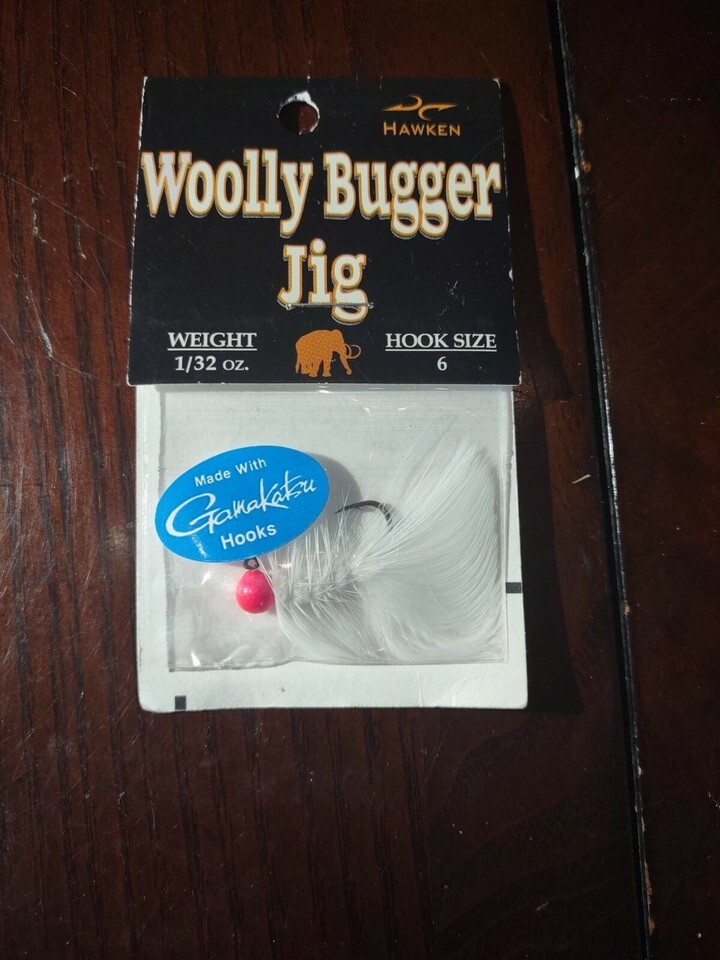 HAWKEN
Woolly Bugger
Jig
WEIGHT
1/32 OZ.
HOOK SIZE
6
Made With
Gamakatsu
Hooks